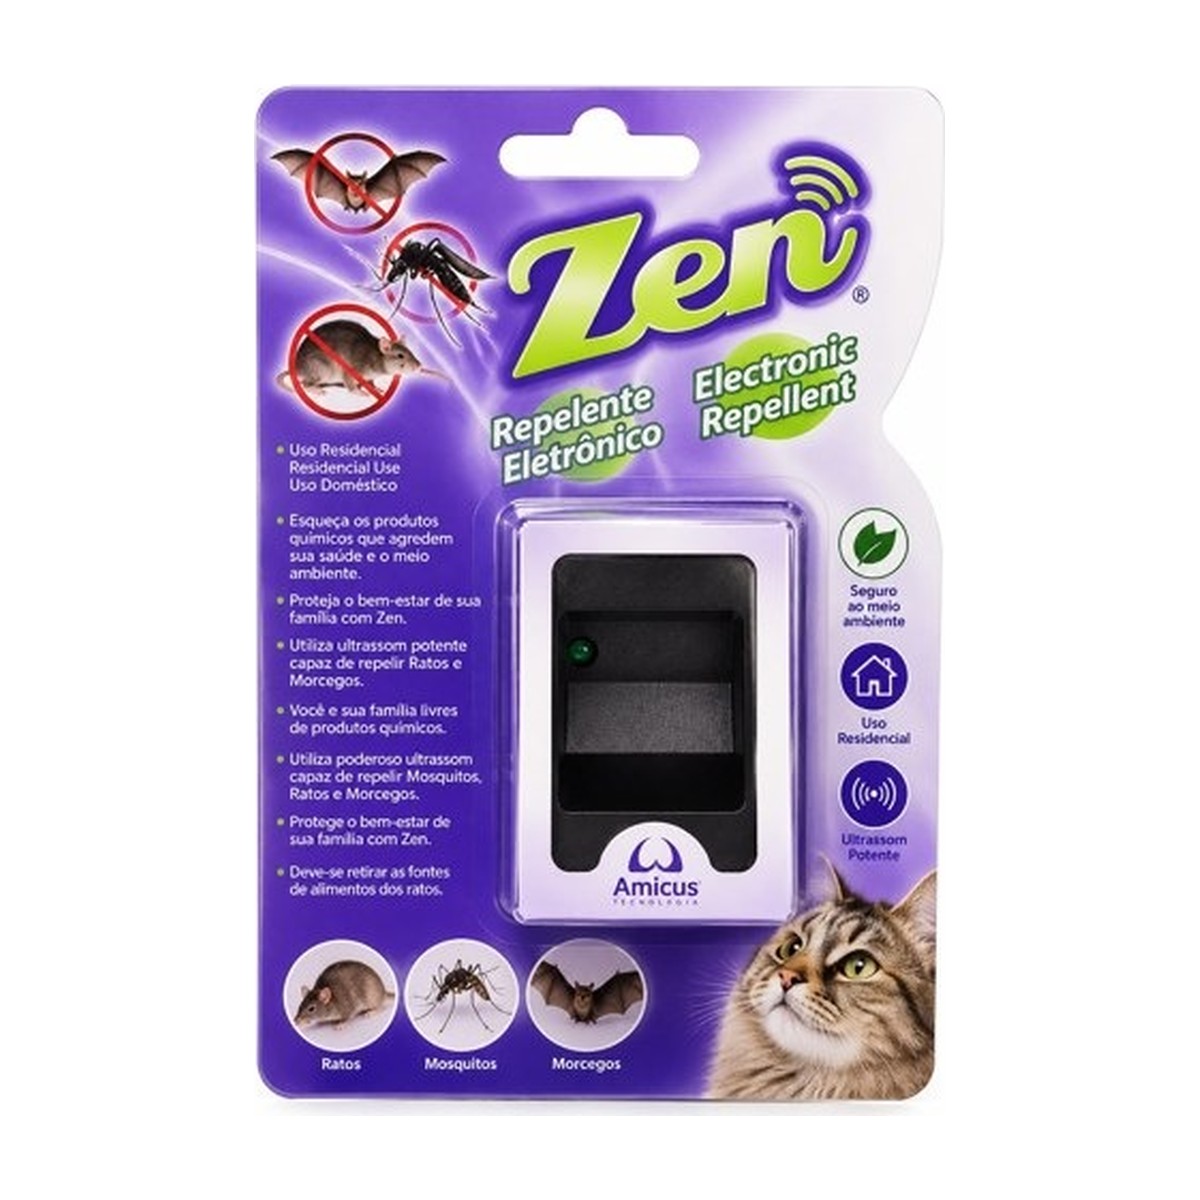 Zen
®
Repelente
Eletrônico
Electronic
Repellent
• Uso Residencial
Residencial Use
Uso Doméstico
• Esqueça os produtos
químicos que agredem
sua saúde e o meio
ambiente.
• Proteja o bem-estar de sua
família com Zen.
• Utiliza ultrassom potente
capaz de repelir Ratos e
Morcegos.
• Você e sua família livres
de produtos químicos.
• Utiliza poderoso ultrassom
capaz de repelir Mosquitos,
Ratos e Morcegos.
• Protege o bem-estar de
sua família com Zen.
• Deve-se retirar as fontes
de alimentos dos ratos.
Seguro
ao meio
ambiente
Uso
Residencial
Ultrassom
Potente
Amicus
TECNOLOGIA
Ratos
Mosquitos
Morcegos